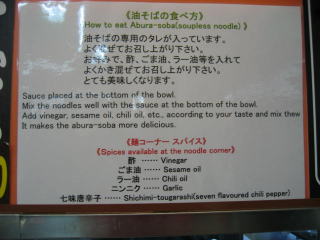 《油そばの食べ方》
《How to eat Abura-soba(soupless noodle) 》
油そばの専用のタレが入っています。
よく混ぜてお召し上がり下さい。
お好みで、酢、ごま油、ラー油等を入れて
よくかき混ぜてお召し上がり下さい。
とても美味しくなります。
Sauce placed at the bottom of the bowl.
Mix the noodles well with the sauce at the bottom of the bowl.
Add vinegar, sesame oil, chili oil, etc., according to your taste and mix thew
It makes the abura-soba more delicious.
《麺コーナー スパイス》
《Spices available at the noodle corner》
酢 …… Vinegar
ごま油 …… Sesame oil
ラー油 …… Chili oil
ニンニク …… Garlic
七味唐辛子 …… Shichimi-tougarashi(seven flavoured chili pepper)